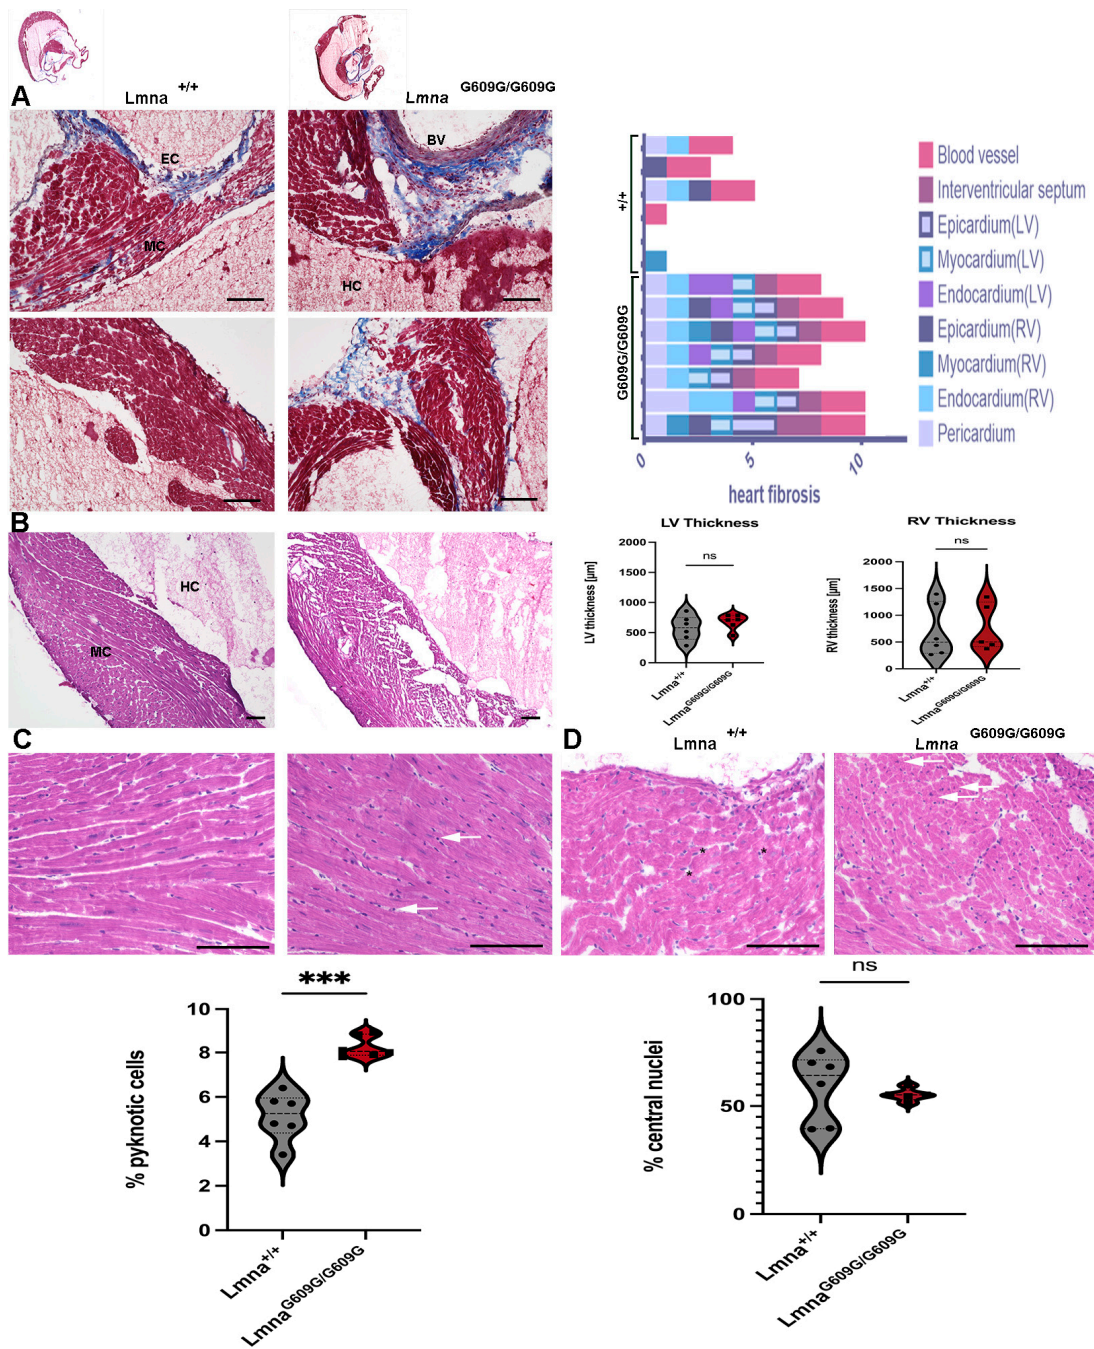 A
Lmna +/+
Lmna G609G/G609G
EC
MC
BV
HC
+/+
G609G/G609G
0
5
10
heart fibrosis
Blood vessel
Interventricular septum
Epicardium(LV)
Myocardium(LV)
Endocardium(LV)
Epicardium(RV)
Myocardium(RV)
Endocardium(RV)
Pericardium
B
HC
MC
LV Thickness
ns
LV thickness [µm]
2000
1500
1000
500
0
Lmna+/+
LmnaG609G/G609G
RV Thickness
ns
RV thickness [µm]
2000
1500
1000
500
0
Lmna+/+
LmnaG609G/G609G
C
D
Lmna +/+
Lmna G609G/G609G
*
*
*
***
% pyknotic cells
10
8
6
4
2
0
Lmna+/+
LmnaG609G/G609G
ns
% central nuclei
100
50
0
Lmna+/+
LmnaG609G/G609G